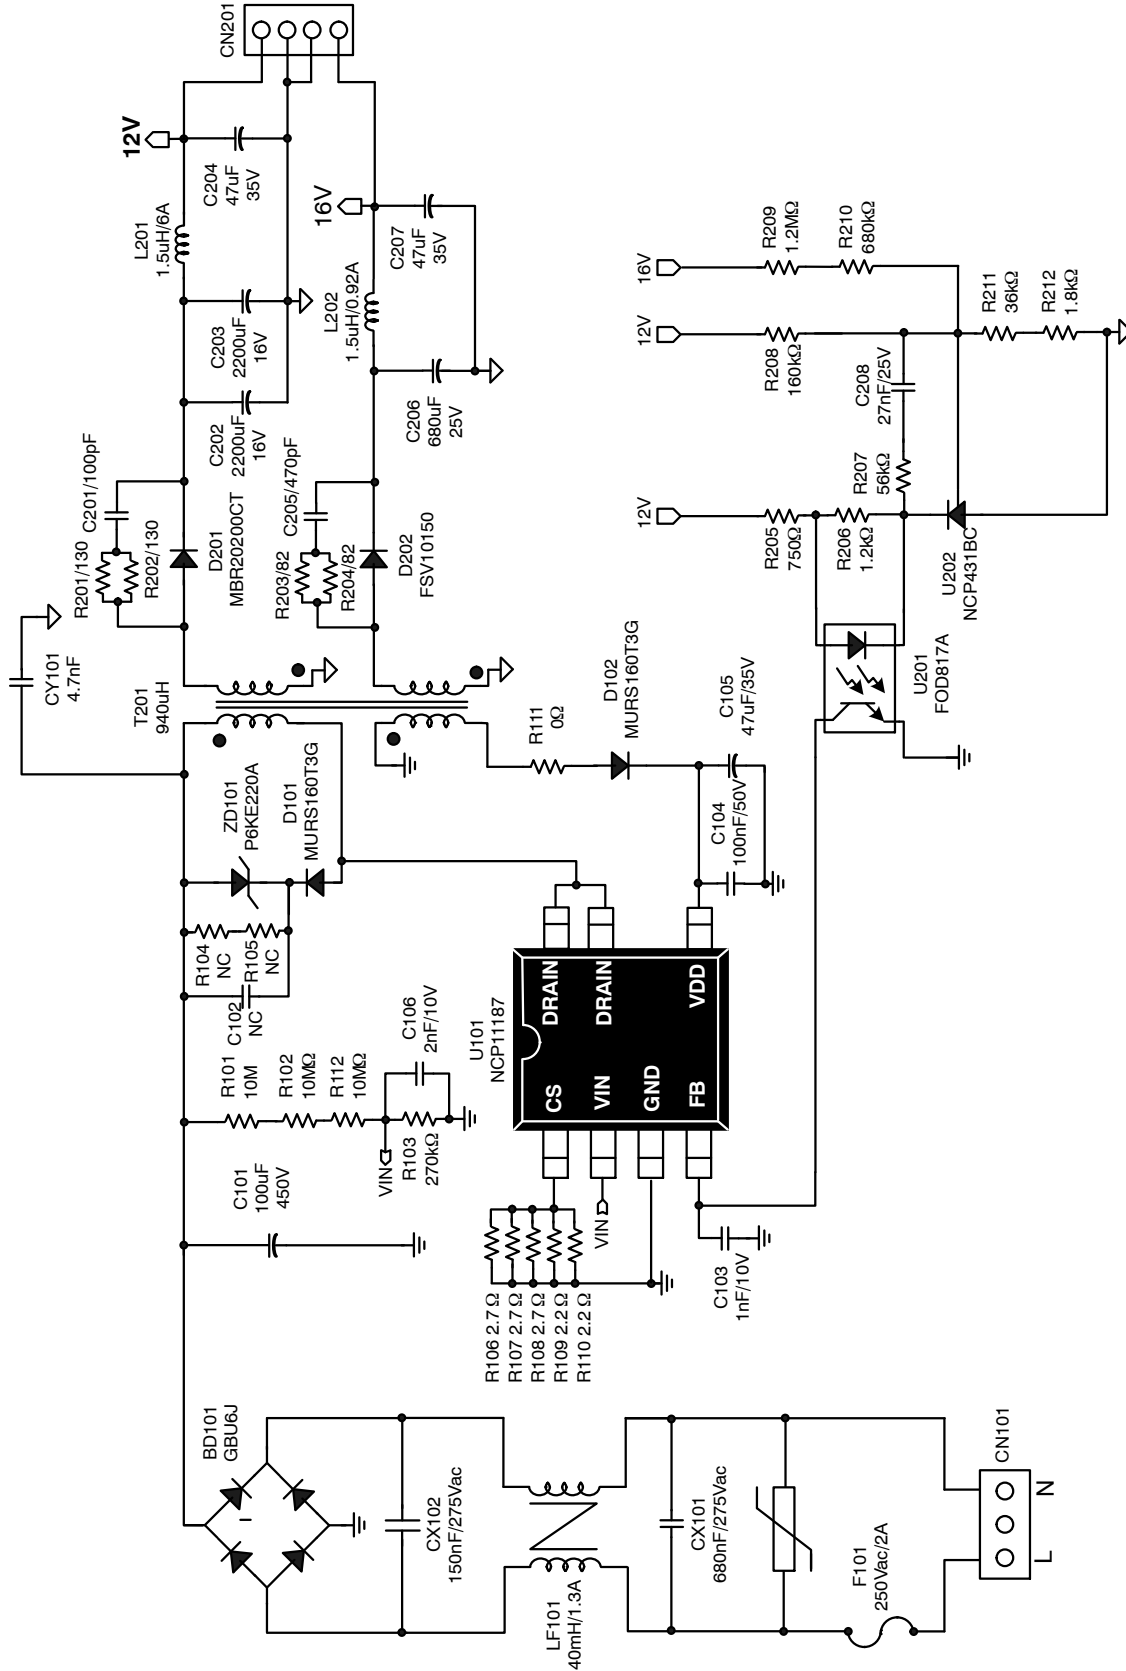 CN101
L
N
F101
250Vac/2A
CX101
680nF/275Vac
LF101
40mH/1.3A
CX102
150nF/275Vac
BD101
GBU6J
C101
100uF
450V
R101
10M
R102
10MΩ
R112
10MΩ
VIN
R103
270kΩ
C106
2nF/10V
C102
NC
R104
NC
R105
NC
ZD101
P6KE220A
D101
MURS160T3G
CY101
4.7nF
T201
940uH
R201/130
C201/100pF
R202/130
D201
MBR20200CT
C202
2200uF
16V
C203
2200uF
16V
L201
1.5uH/6A
C204
47uF
35V
12V
CN201
R203/82
C205/470pF
R204/82
D202
FSV10150
C206
680uF
25V
L202
1.5uH/0.92A
C207
47uF
35V
16V
R111
0Ω
D102
MURS160T3G
C104
100nF/50V
C105
47uF/35V
U101
NCP11187
CS
VIN
GND
FB
DRAIN
DRAIN
VDD
R106 2.7 Ω
R107 2.7 Ω
R108 2.7 Ω
R109 2.2 Ω
R110 2.2 Ω
VIN
C103
1nF/10V
U201
FOD817A
12V
R205
750Ω
R206
1.2kΩ
U202
NCP431BC
R207
56kΩ
C208
27nF/25V
12V
R208
160kΩ
16V
R209
1.2MΩ
R210
680kΩ
R211
36kΩ
R212
1.8kΩ